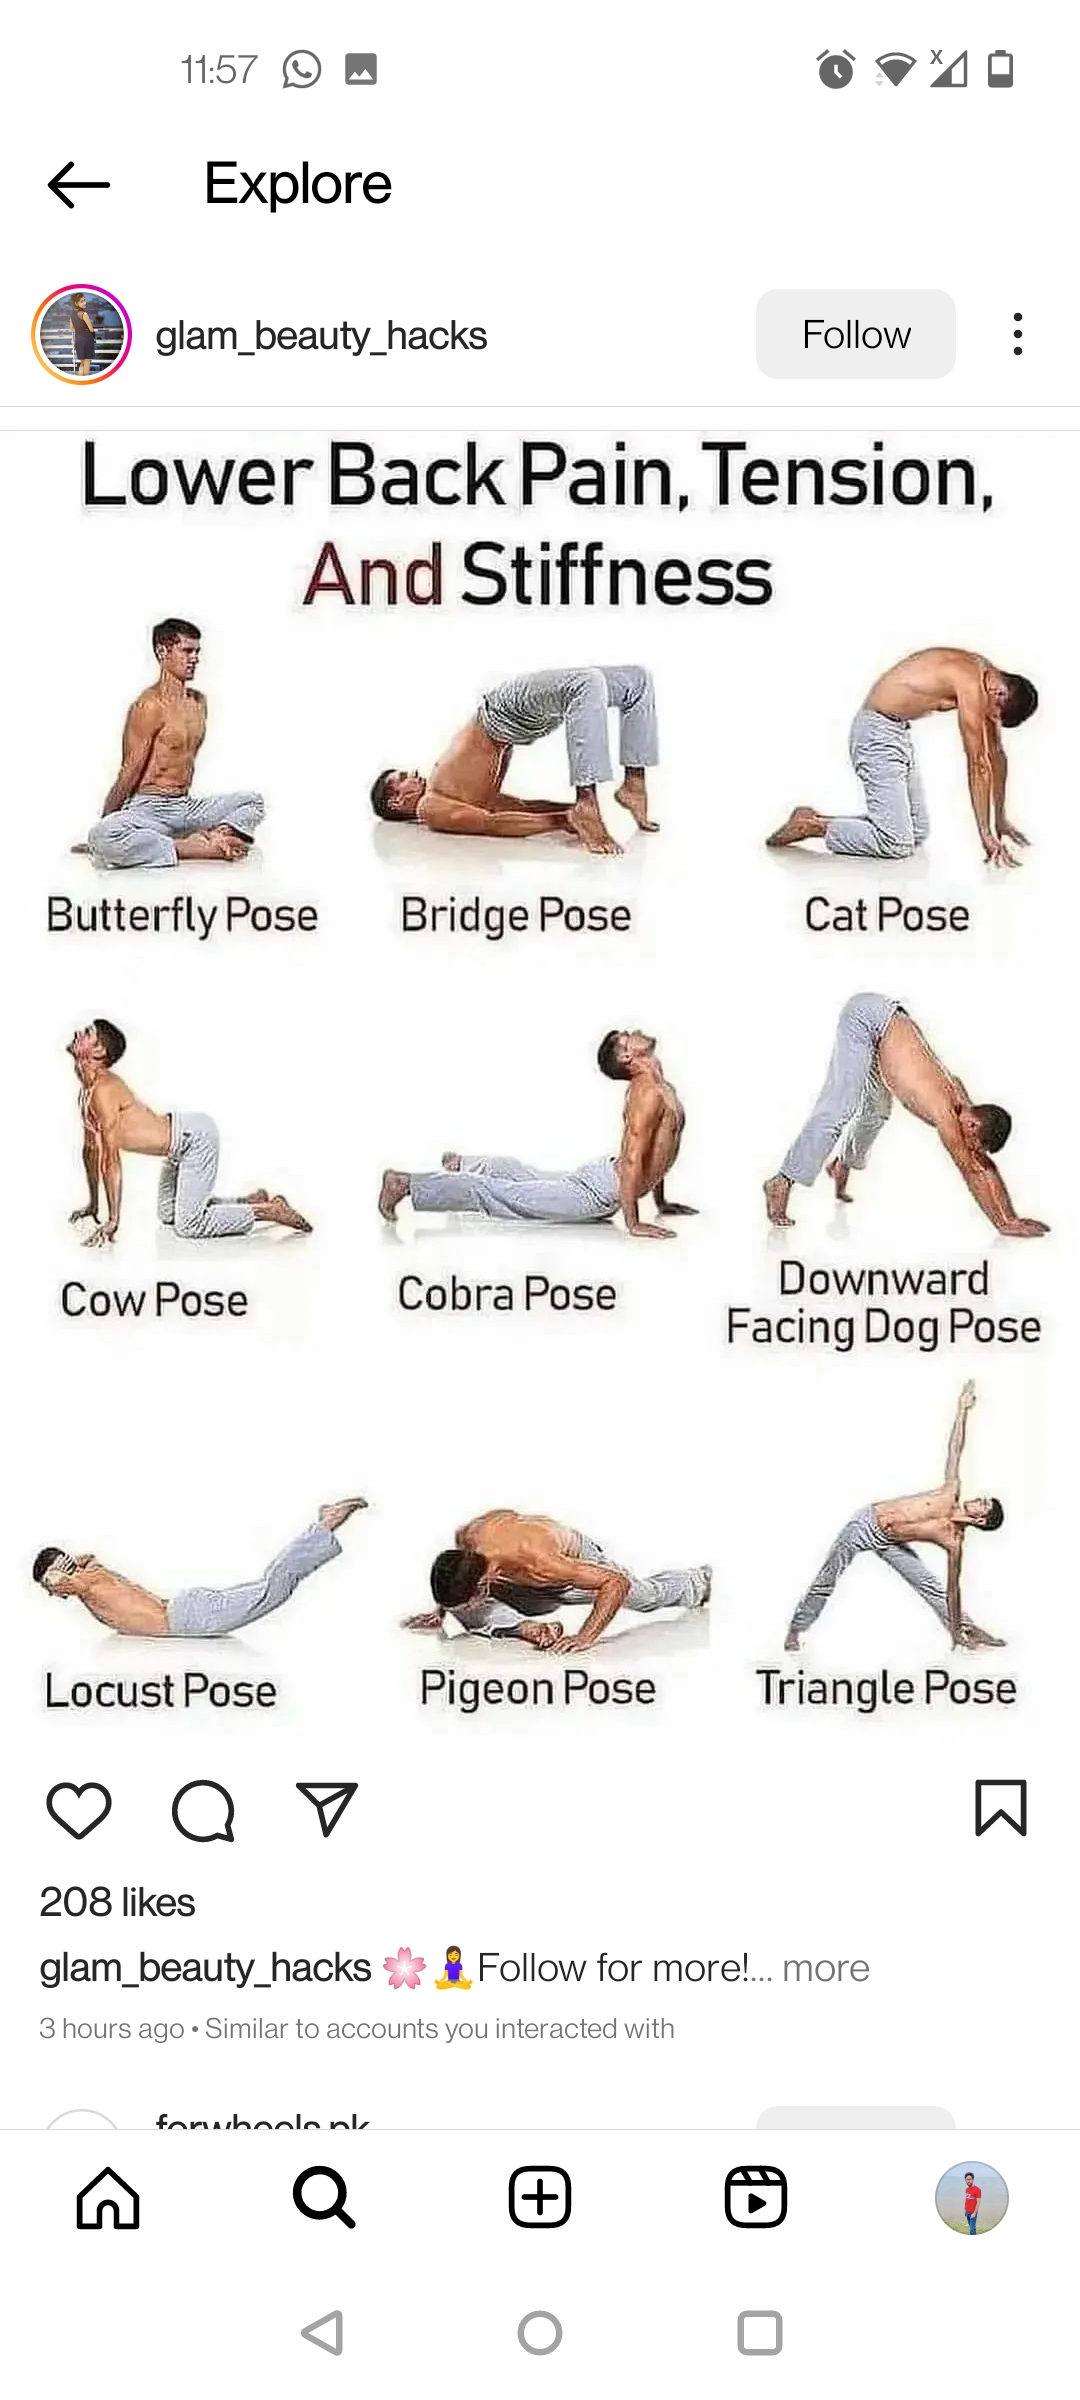 11:57
Explore
glam_beauty_hacks
Follow
Lower Back Pain, Tension,
And Stiffness
Butterfly Pose
Bridge Pose
Cat Pose
Cow Pose
Cobra Pose
Downward
Facing Dog Pose
Locust Pose
Pigeon Pose
Triangle Pose
208 likes
glam_beauty_hacks 🌸🧘‍♀️Follow for more!... more
3 hours ago • Similar to accounts you interacted with
forwheels.pk